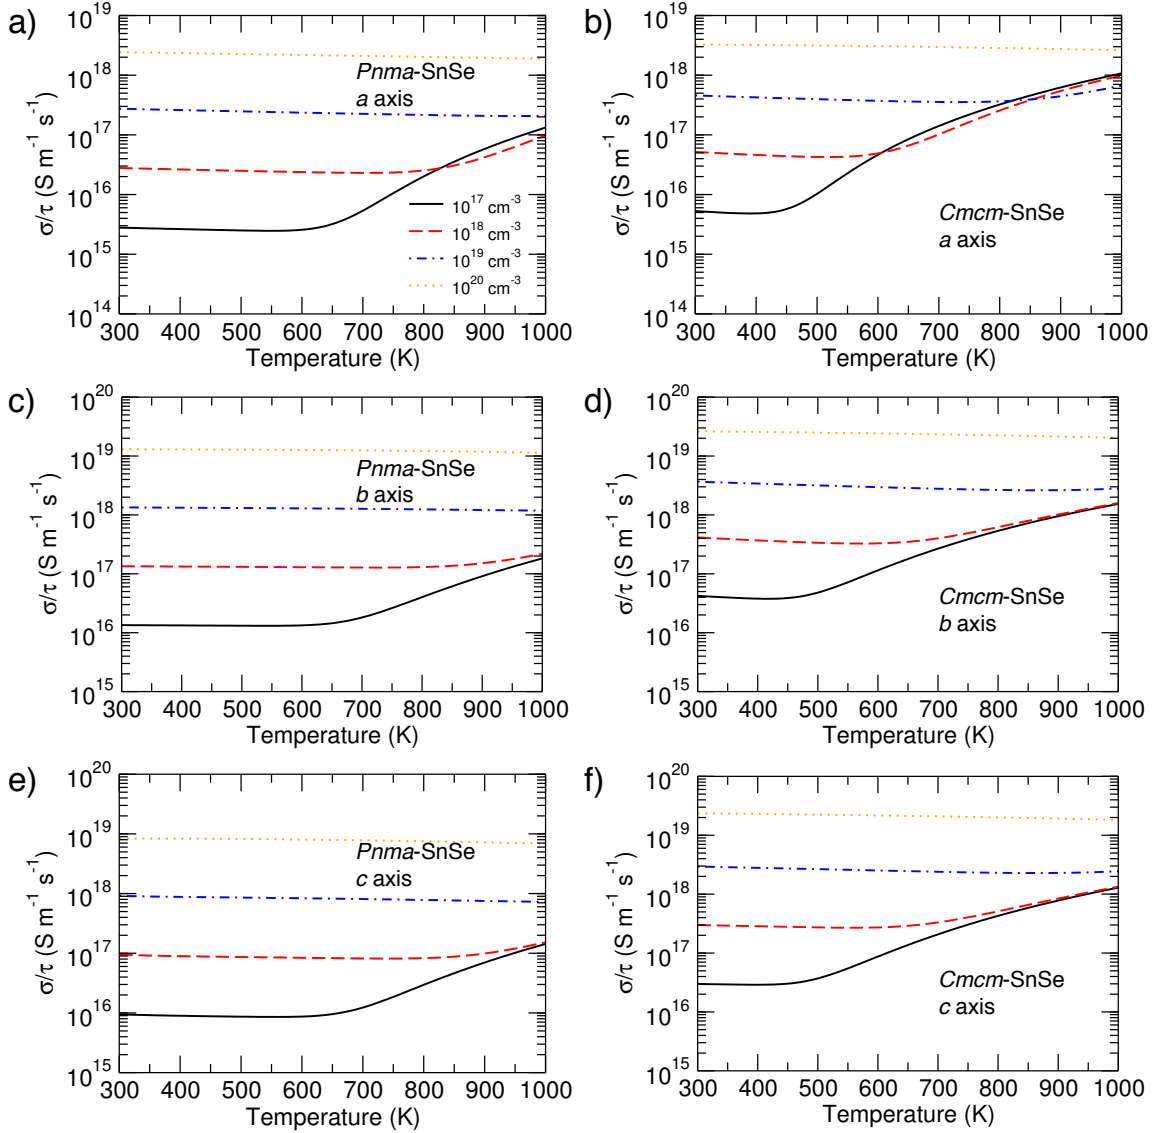 a)
10^19
10^18
10^17
10^16
10^15
10^14
σ/τ (S m^-1 s^-1)
Pnma-SnSe
a axis
10^17 cm^-3
10^18 cm^-3
10^19 cm^-3
10^20 cm^-3
300 400 500 600 700 800 900 1000
Temperature (K)
b)
10^19
10^18
10^17
10^16
10^15
10^14
σ/τ (S m^-1 s^-1)
Cmcm-SnSe
a axis
300 400 500 600 700 800 900 1000
Temperature (K)
c)
10^20
10^19
10^18
10^17
10^16
10^15
σ/τ (S m^-1 s^-1)
Pnma-SnSe
b axis
300 400 500 600 700 800 900 1000
Temperature (K)
d)
10^20
10^19
10^18
10^17
10^16
10^15
σ/τ (S m^-1 s^-1)
Cmcm-SnSe
b axis
300 400 500 600 700 800 900 1000
Temperature (K)
e)
10^20
10^19
10^18
10^17
10^16
10^15
σ/τ (S m^-1 s^-1)
Pnma-SnSe
c axis
300 400 500 600 700 800 900 1000
Temperature (K)
f)
10^20
10^19
10^18
10^17
10^16
10^15
σ/τ (S m^-1 s^-1)
Cmcm-SnSe
c axis
300 400 500 600 700 800 900 1000
Temperature (K)